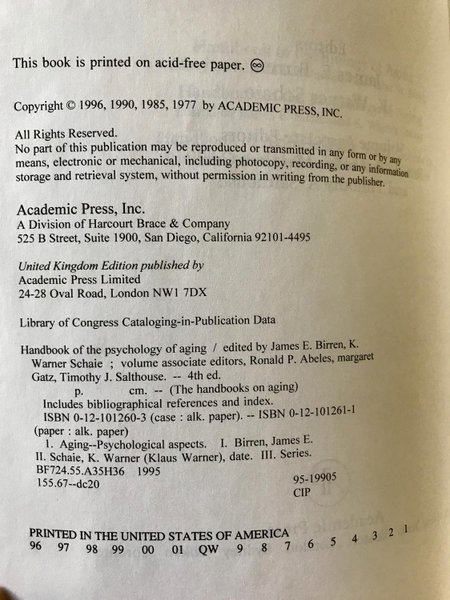 This book is printed on acid-free paper. ♾
Copyright © 1996, 1990, 1985, 1977 by ACADEMIC PRESS, INC.
All Rights Reserved.
No part of this publication may be reproduced or transmitted in any form or by any
means, electronic or mechanical, including photocopy, recording, or any information
storage and retrieval system, without permission in writing from the publisher.
Academic Press, Inc.
A Division of Harcourt Brace & Company
525 B Street, Suite 1900, San Diego, California 92101-4495
United Kingdom Edition published by
Academic Press Limited
24-28 Oval Road, London NW1 7DX
Library of Congress Cataloging-in-Publication Data
Handbook of the psychology of aging / edited by James E. Birren, K.
Warner Schaie ; volume associate editors, Ronald P. Abeles, margaret
Gatz, Timothy J. Salthouse. -- 4th ed.
p. cm. -- (The handbooks on aging)
Includes bibliographical references and index.
ISBN 0-12-101260-3 (case : alk. paper). -- ISBN 0-12-101261-1
(paper : alk. paper)
1. Aging--Psychological aspects. I. Birren, James E.
II. Schaie, K. Warner (Klaus Warner), date. III. Series.
BF724.55.A35H36 1995
155.67--dc20 95-19905
CIP
PRINTED IN THE UNITED STATES OF AMERICA
96 97 98 99 00 01 QW 9 8 7 6 5 4 3 2 1